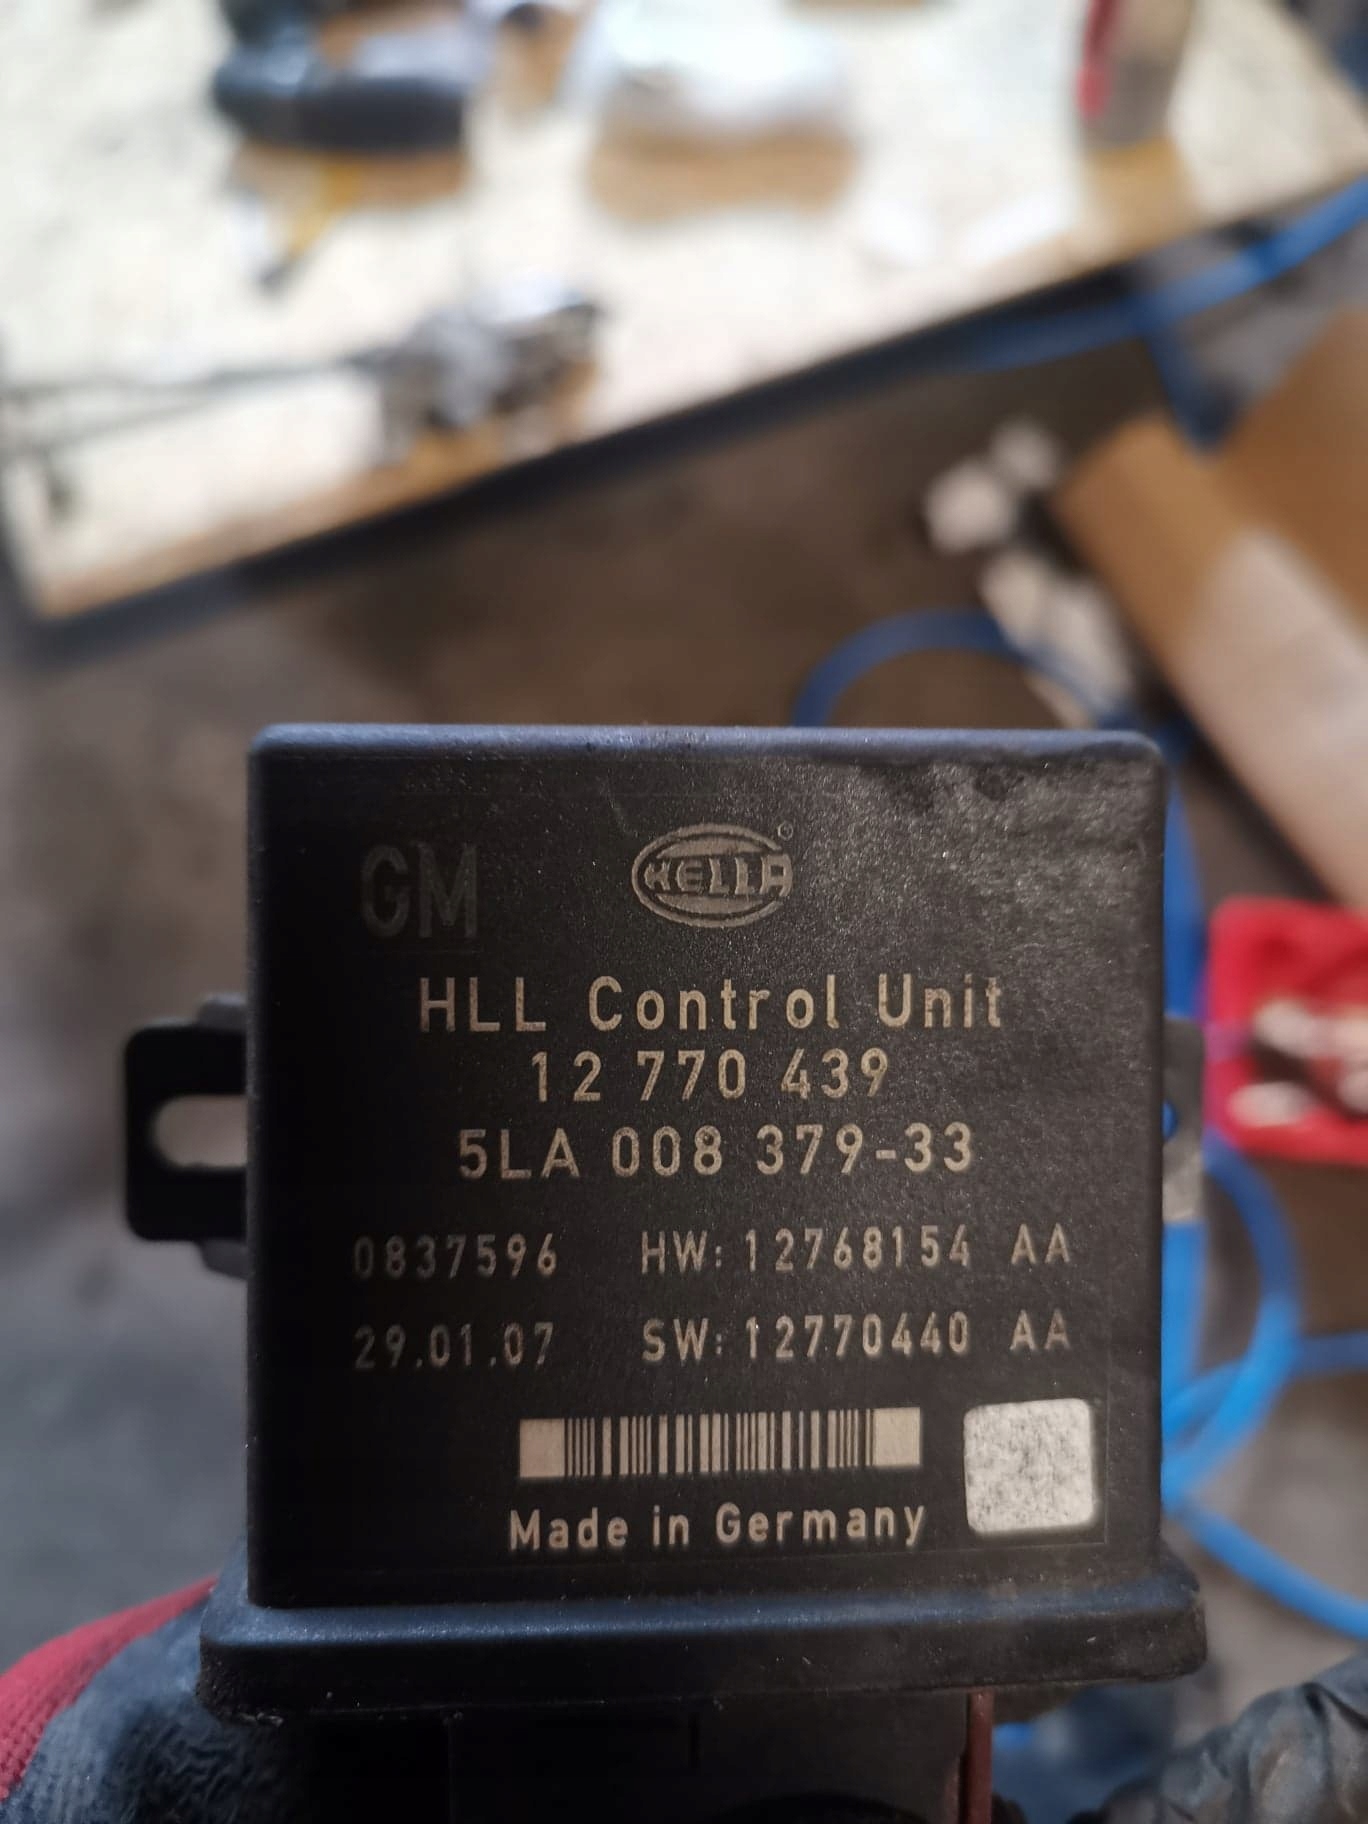 GM
HELLA ®
HLL Control Unit
12 770 439
5LA 008 379-33
0837596 HW: 12768154 AA
29.01.07 SW: 12770440 AA
Made in Germany